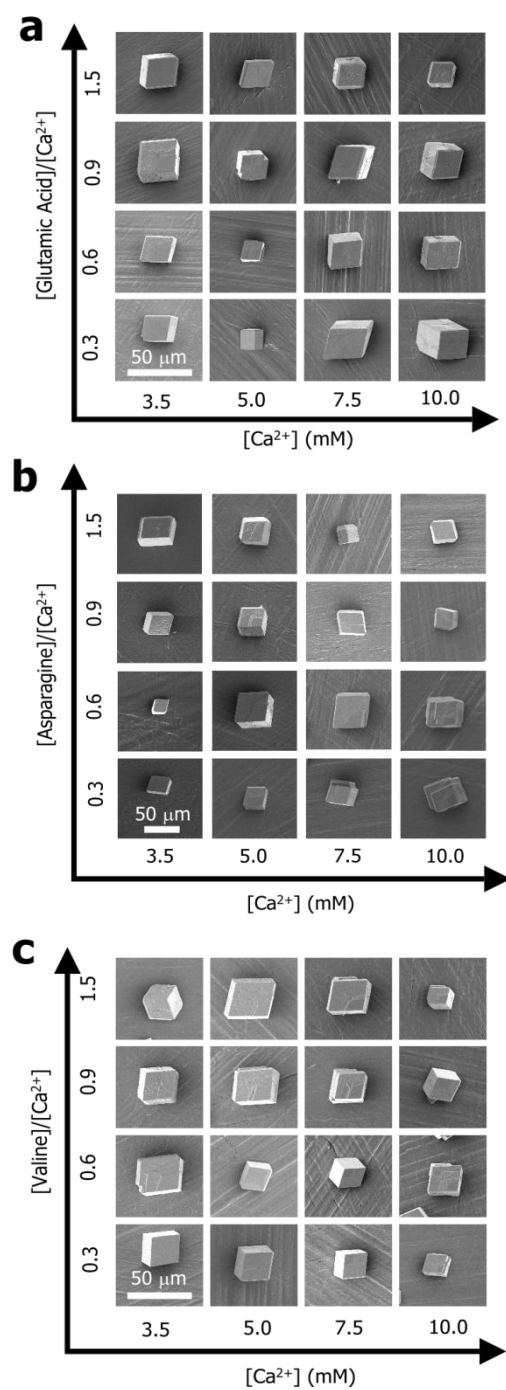 a
[Glutamic Acid]/[Ca²⁺]
1.5
0.9
0.6
0.3
50 μm
3.5 5.0 7.5 10.0
[Ca²⁺] (mM)
b
[Asparagine]/[Ca²⁺]
1.5
0.9
0.6
0.3
50 μm
3.5 5.0 7.5 10.0
[Ca²⁺] (mM)
c
[Valine]/[Ca²⁺]
1.5
0.9
0.6
0.3
50 μm
3.5 5.0 7.5 10.0
[Ca²⁺] (mM)